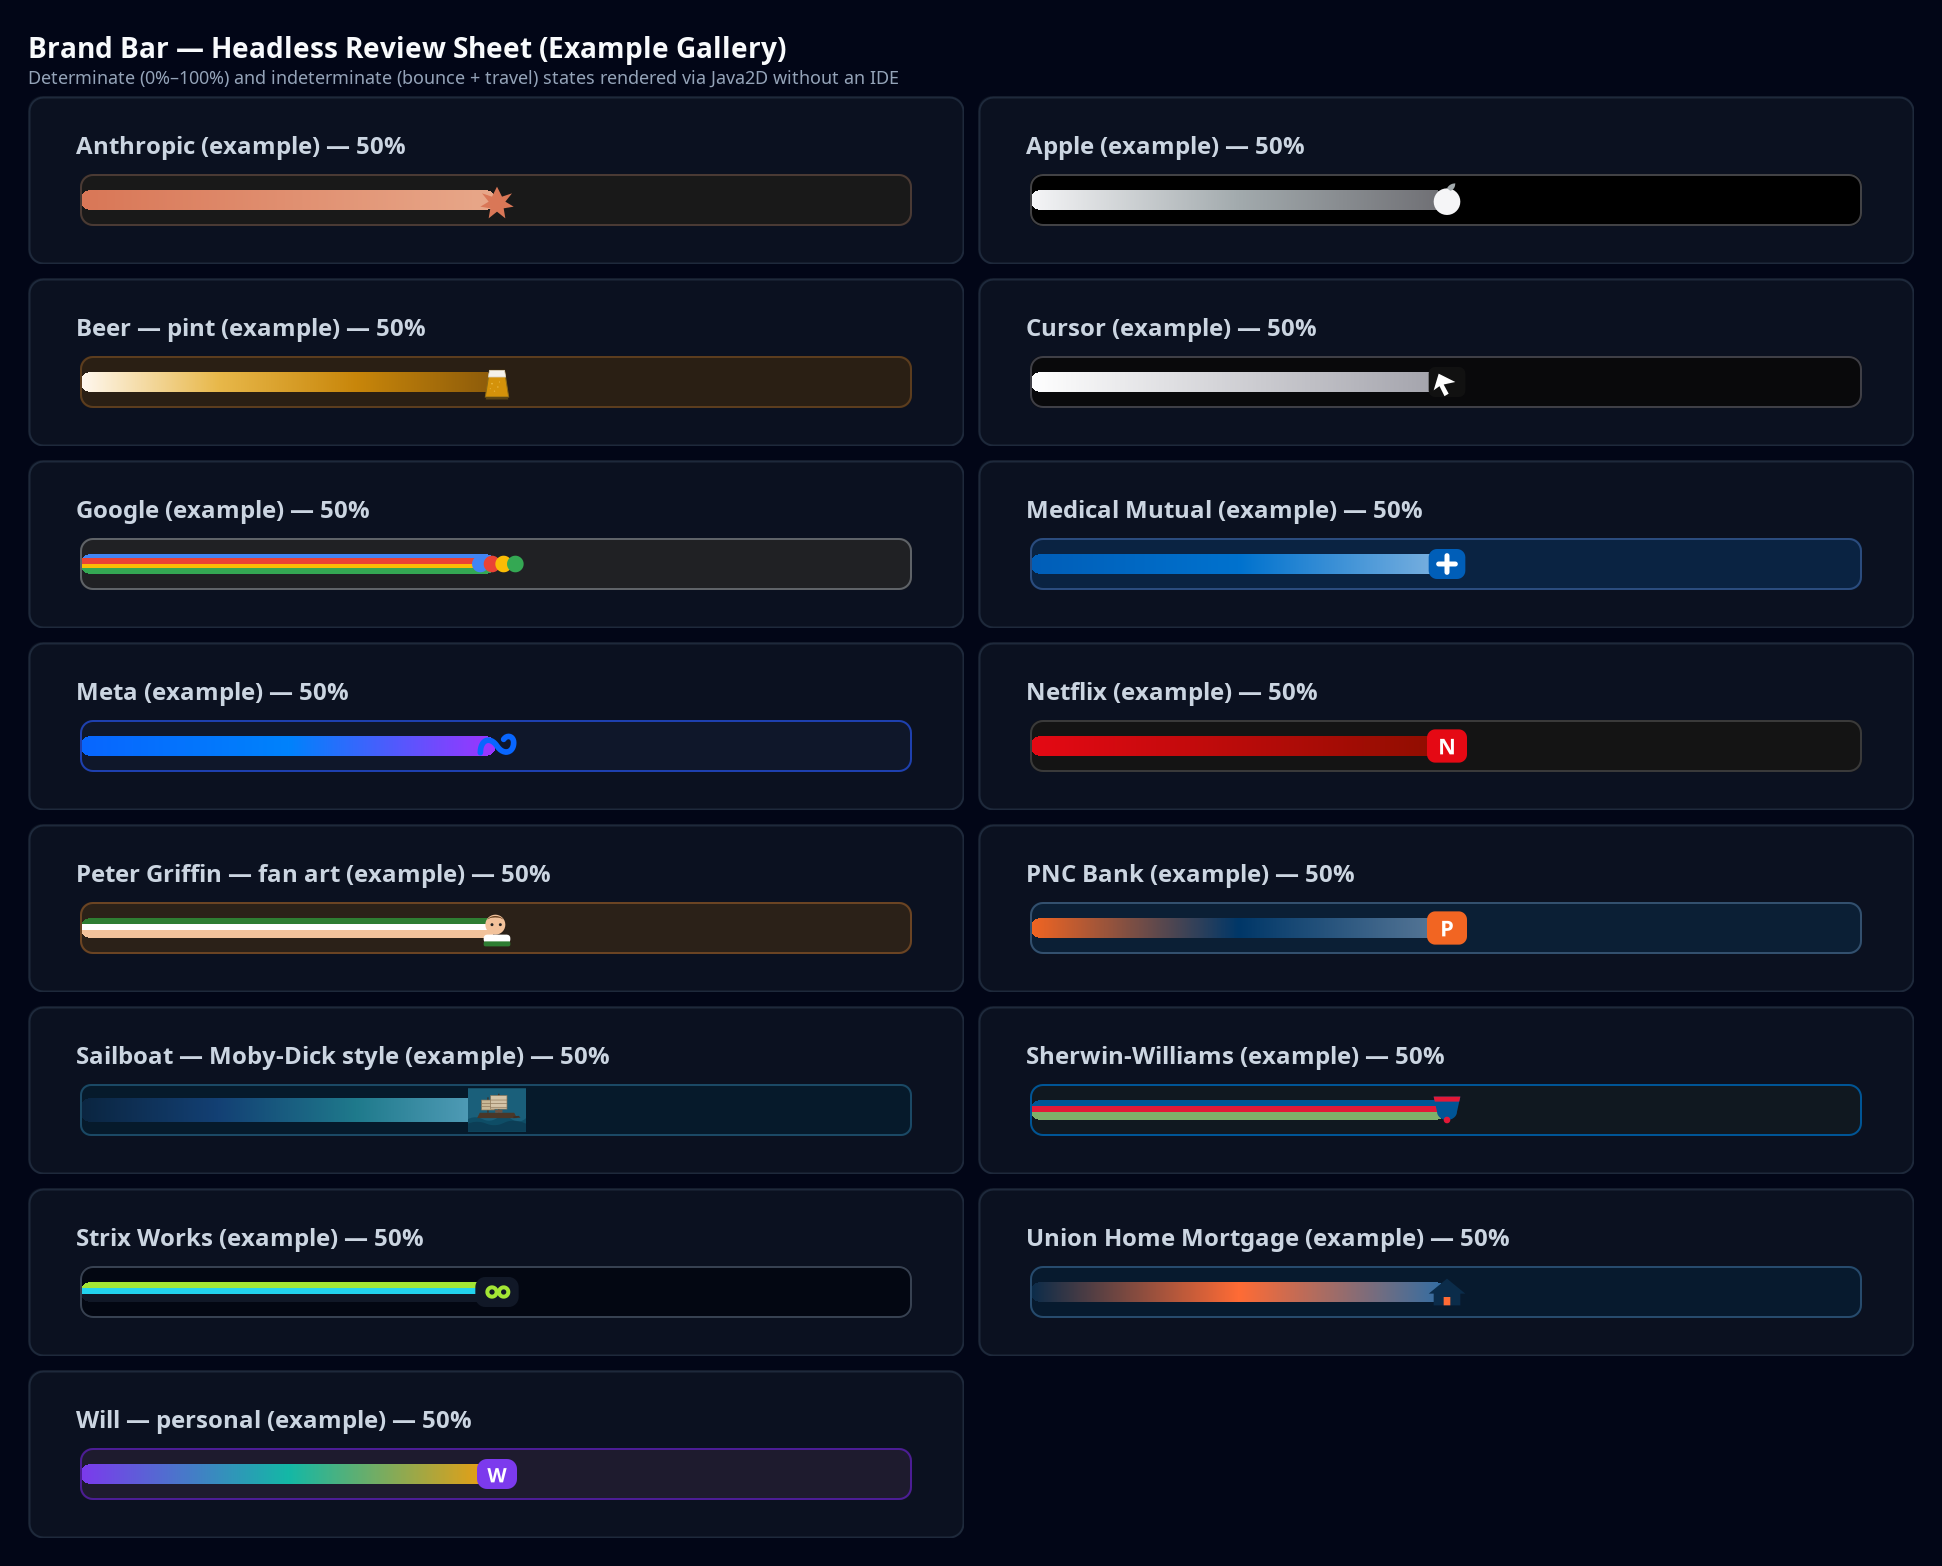 Brand Bar — Headless Review Sheet (Example Gallery)
Determinate (0%–100%) and indeterminate (bounce + travel) states rendered via Java2D without an IDE
Anthropic (example) — 50%
Apple (example) — 50%
Beer — pint (example) — 50%
Cursor (example) — 50%
Google (example) — 50%
Medical Mutual (example) — 50%
Meta (example) — 50%
Netflix (example) — 50%
N
Peter Griffin — fan art (example) — 50%
PNC Bank (example) — 50%
P
Sailboat — Moby-Dick style (example) — 50%
Sherwin-Williams (example) — 50%
Strix Works (example) — 50%
Union Home Mortgage (example) — 50%
Will — personal (example) — 50%
W